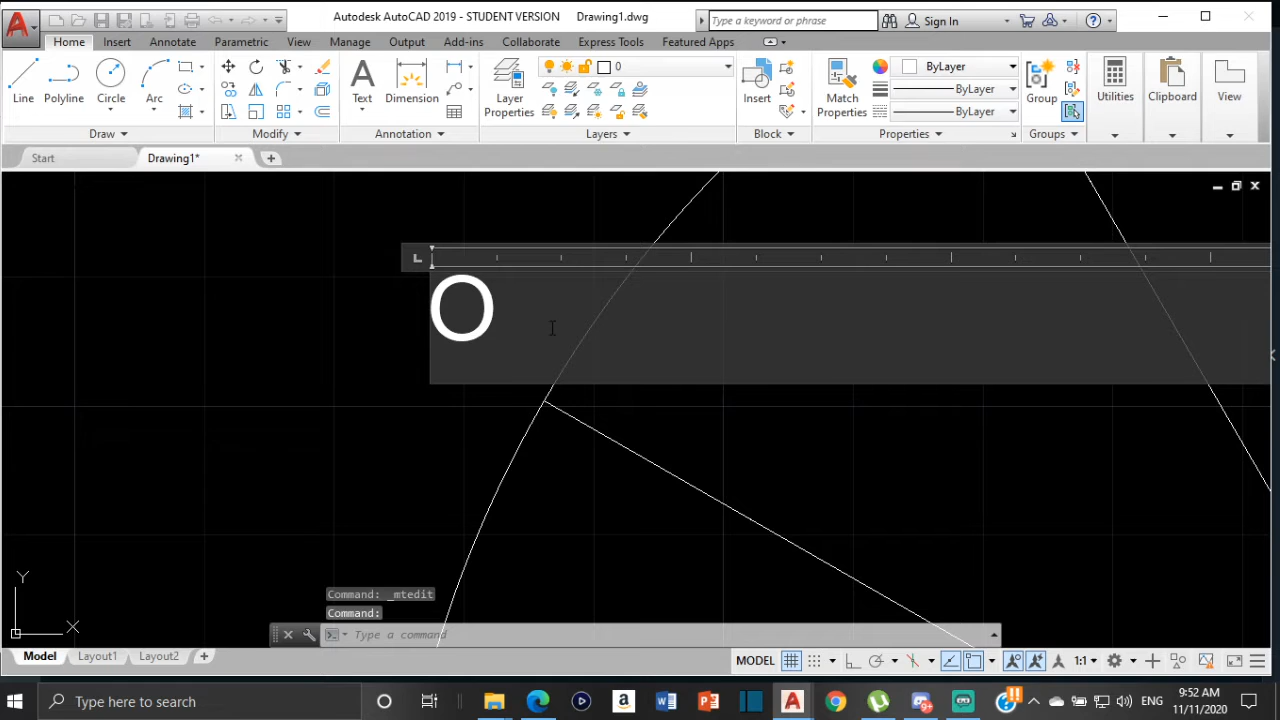 Autodesk AutoCAD 2019 - STUDENT VERSION Drawing1.dwg
Type a keyword or phrase
Sign In
Home Insert Annotate Parametric View Manage Output Add-ins Collaborate Express Tools Featured Apps
Line Polyline Circle Arc
Text Dimension
Layer Properties
0
Insert
Match Properties
ByLayer
ByLayer
ByLayer
Group
Utilities
Clipboard
View
Draw Modify Annotation Layers Block Properties Groups
Start Drawing1*
O
Y
X
Command: _mtedit
Command:
Type a command
Model Layout1 Layout2
MODEL 1:1
Type here to search
ENG
9:52 AM
11/11/2020